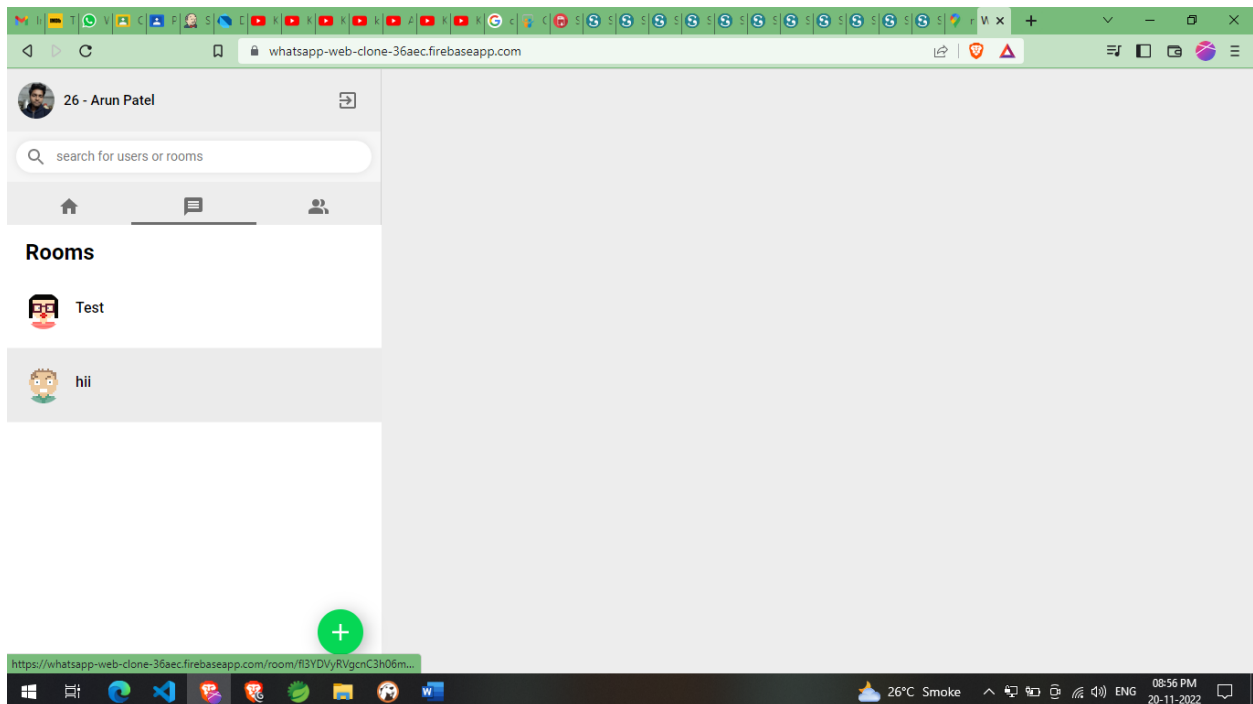 whatsapp-web-clone-36aec.firebaseapp.com
26 - Arun Patel
search for users or rooms
Rooms
Test
hii
https://whatsapp-web-clone-36aec.firebaseapp.com/room/fl3YDVyRVgcnC3h06m...
26°C Smoke
ENG
08:56 PM
20-11-2022